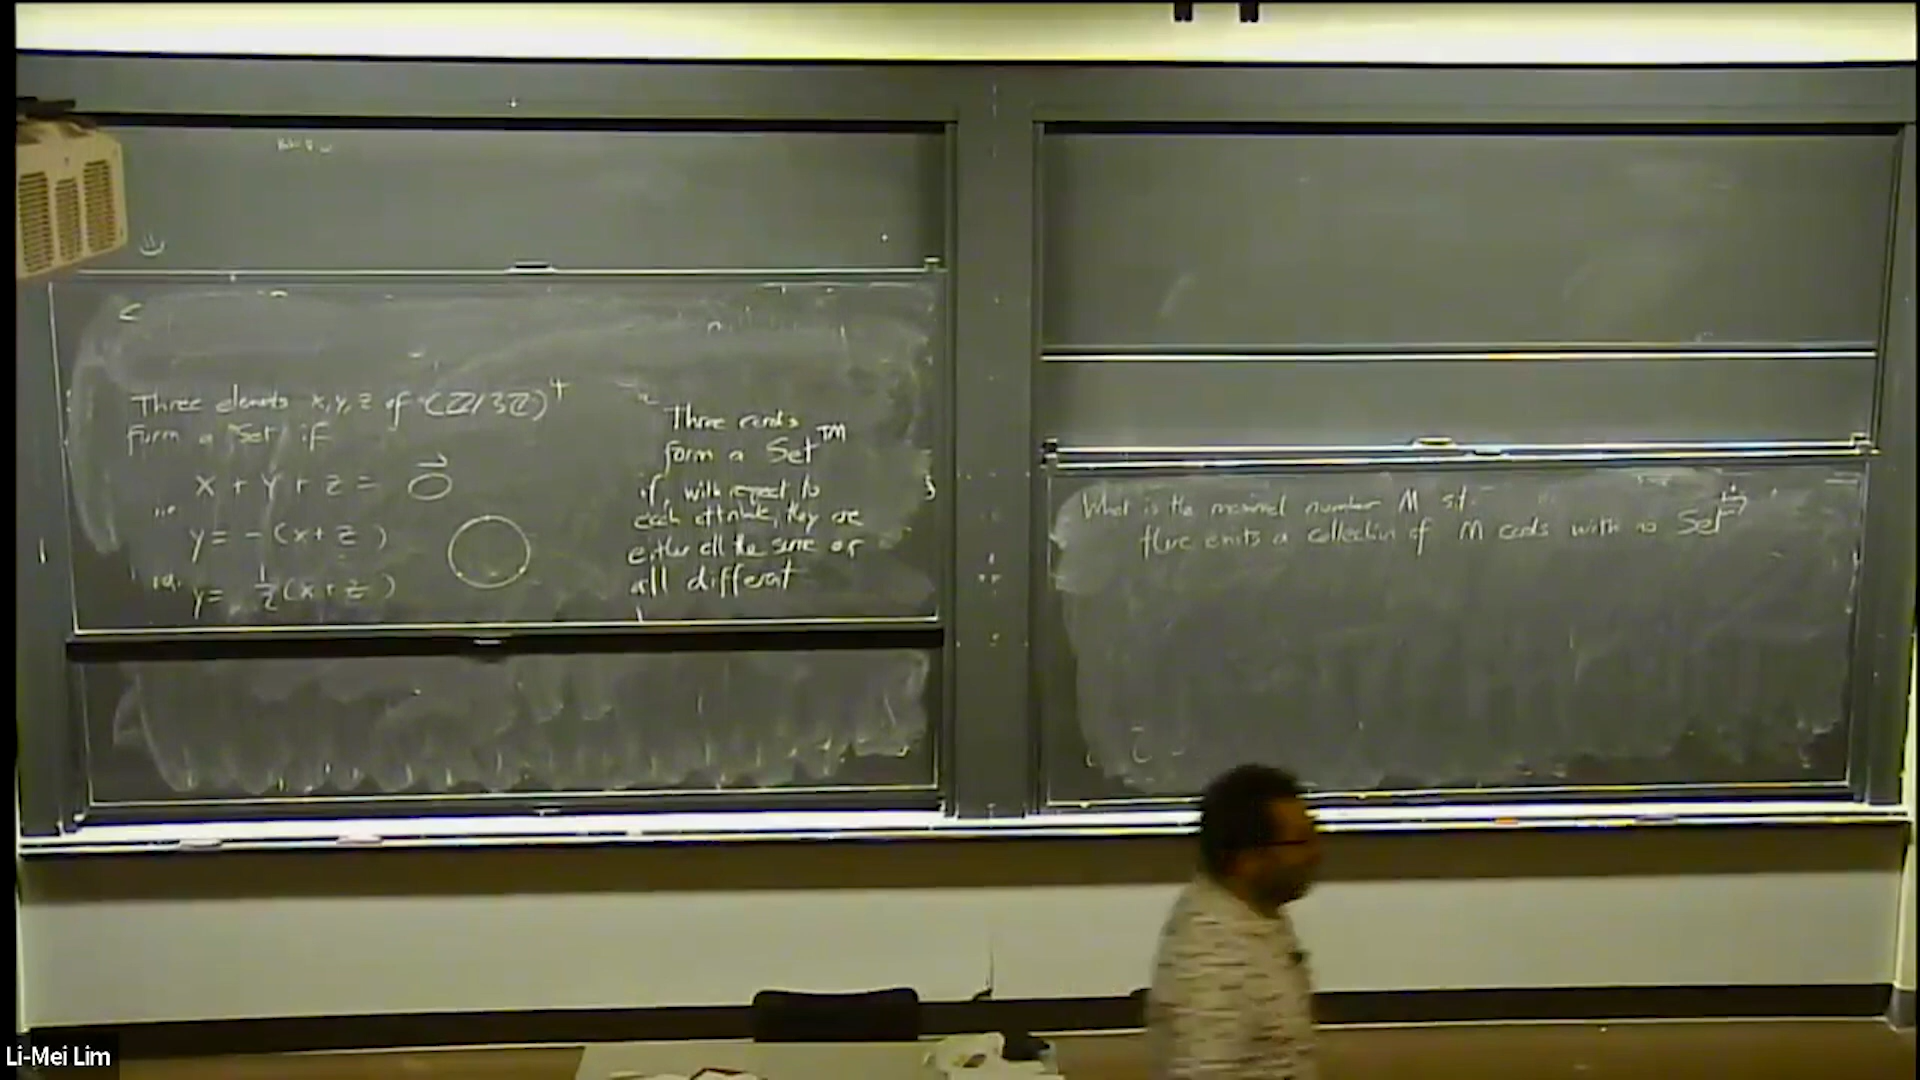 Three elements x, y, z of (ℤ/3ℤ)⁴
form a Set if
x + y + z = 0⃗
i.e.
y = -(x+z)
i.e.
y = 1/2 (x+z)
Three cards
form a Set™
if, with respect to
each attribute, they are
either all the same or
all different
What is the maximal number M s.t.
there exists a collection of M cards with no Set
Li-Mei Lim